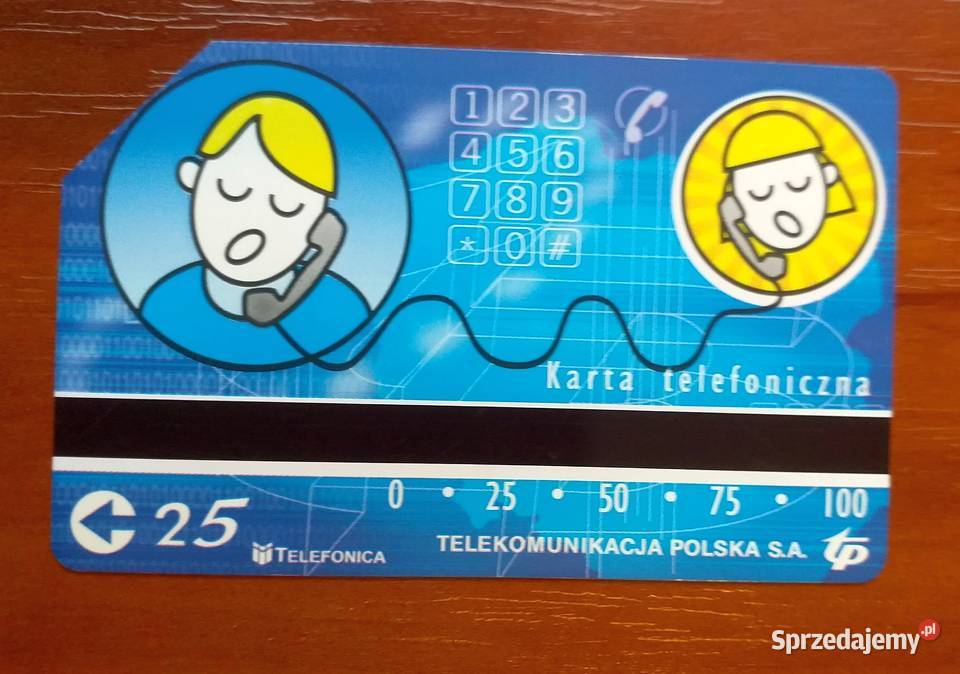 1 2 3
4 5 6
7 8 9
* 0 #
Karta telefoniczna
0 • 25 • 50 • 75 • 100
25
TELEFONICA
TELEKOMUNIKACJA POLSKA S.A. tp
Sprzedajemy.pl